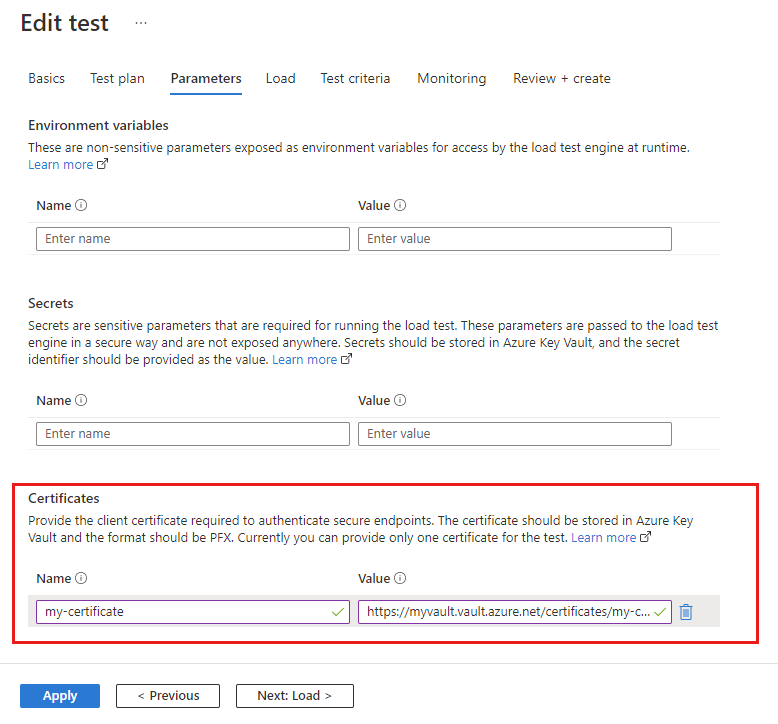 Edit test ...
Basics Test plan Parameters Load Test criteria Monitoring Review + create
Environment variables
These are non-sensitive parameters exposed as environment variables for access by the load test engine at runtime.
Learn more
Name Value
Enter name Enter value
Secrets
Secrets are sensitive parameters that are required for running the load test. These parameters are passed to the load test
engine in a secure way and are not exposed anywhere. Secrets should be stored in Azure Key Vault, and the secret
identifier should be provided as the value. Learn more
Name Value
Enter name Enter value
Certificates
Provide the client certificate required to authenticate secure endpoints. The certificate should be stored in Azure Key
Vault and the format should be PFX. Currently you can provide only one certificate for the test. Learn more
Name Value
my-certificate https://myvault.vault.azure.net/certificates/my-c...
Apply < Previous Next: Load >